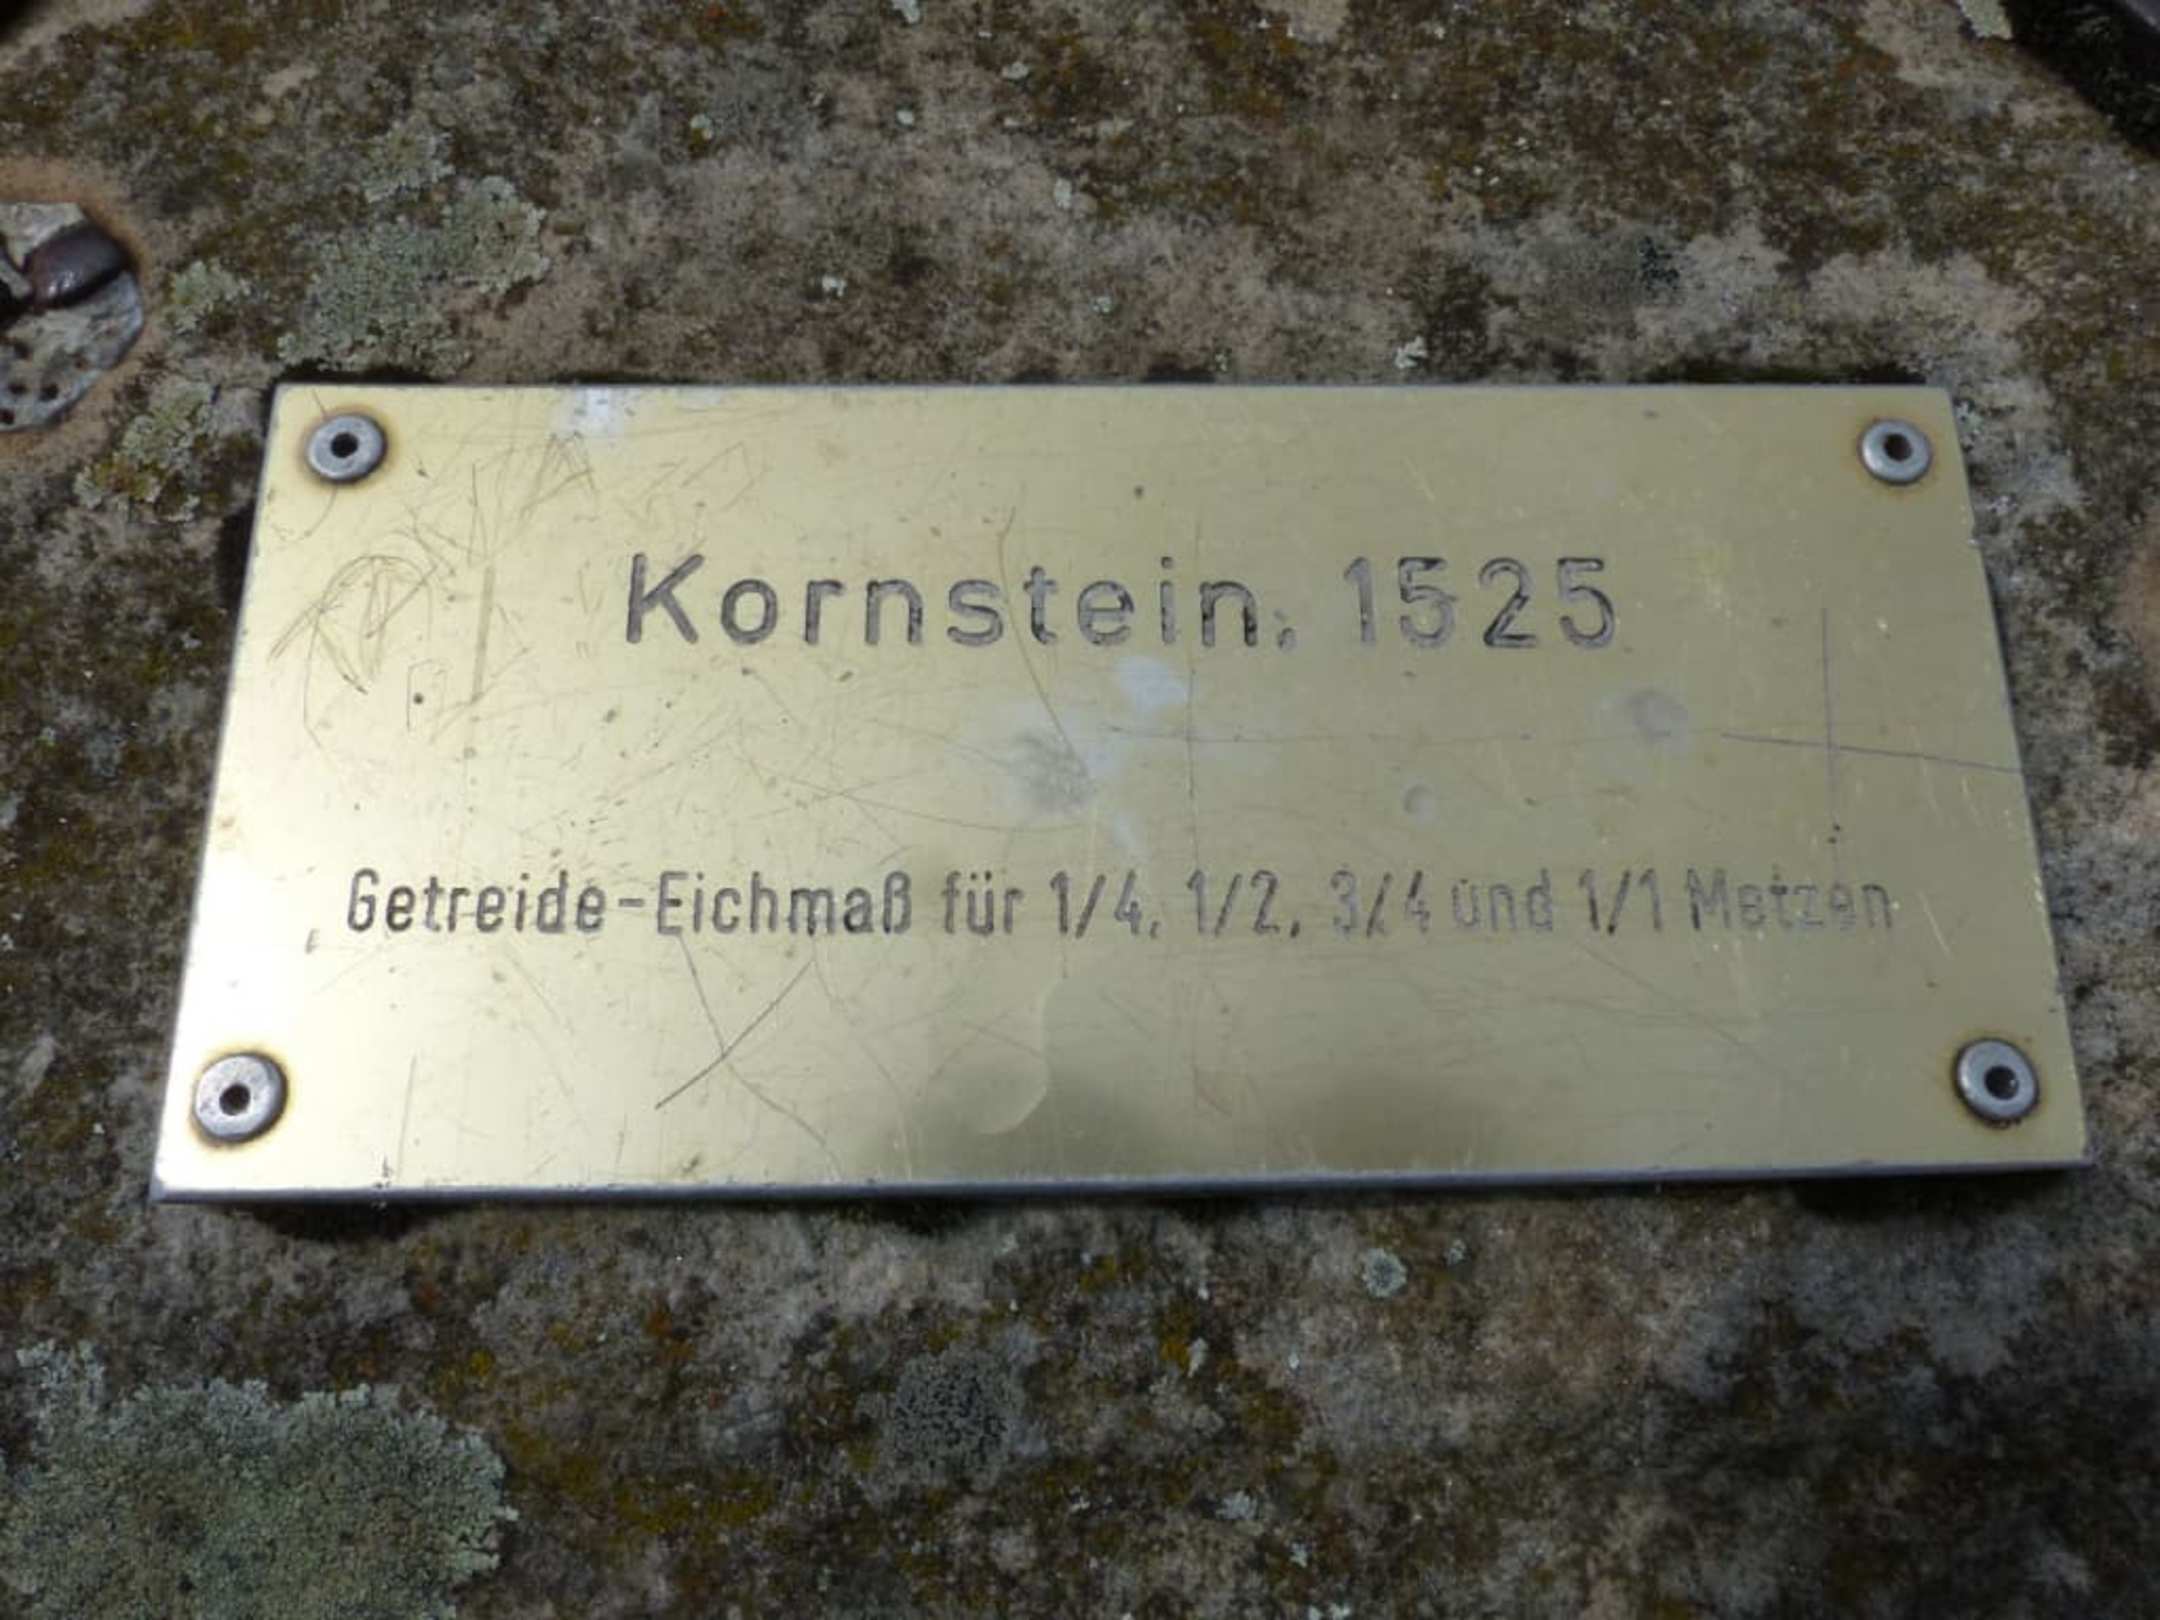 Kornstein, 1525
Getreide-Eichmaß für 1/4, 1/2, 3/4 und 1/1 Metzen